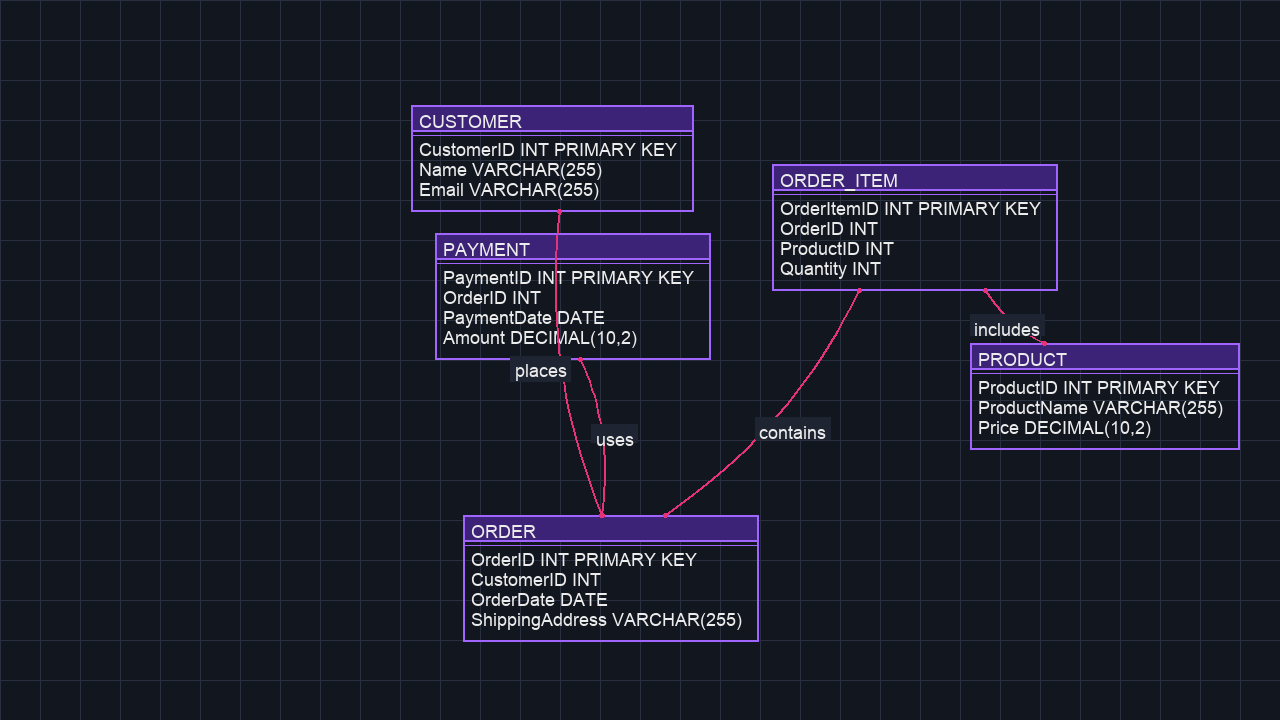 CUSTOMER
CustomerID INT PRIMARY KEY
Name VARCHAR(255)
Email VARCHAR(255)
PAYMENT
PaymentID INT PRIMARY KEY
OrderID INT
PaymentDate DATE
Amount DECIMAL(10,2)
ORDER_ITEM
OrderItemID INT PRIMARY KEY
OrderID INT
ProductID INT
Quantity INT
includes
PRODUCT
ProductID INT PRIMARY KEY
ProductName VARCHAR(255)
Price DECIMAL(10,2)
places
uses
contains
ORDER
OrderID INT PRIMARY KEY
CustomerID INT
OrderDate DATE
ShippingAddress VARCHAR(255)